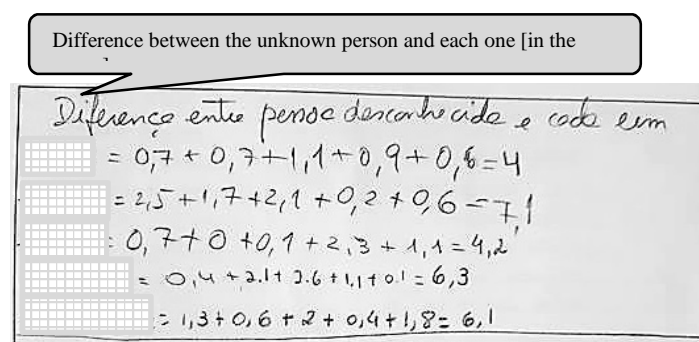 Difference between the unknown person and each one [in the
Diferença entre pessoa desconhecida e cada um
= 0,7 + 0,7 + 1,1 + 0,9 + 0,6 = 4
= 2,5 + 1,7 + 2,1 + 0,2 + 0,6 = 7,1
= 0,7 + 0 + 0,1 + 2,3 + 1,1 = 4,2
= 0,4 + 2.1 + 2.6 + 1,1 + 0.1 = 6,3
= 1,3 + 0,6 + 2 + 0,4 + 1,8 = 6,1